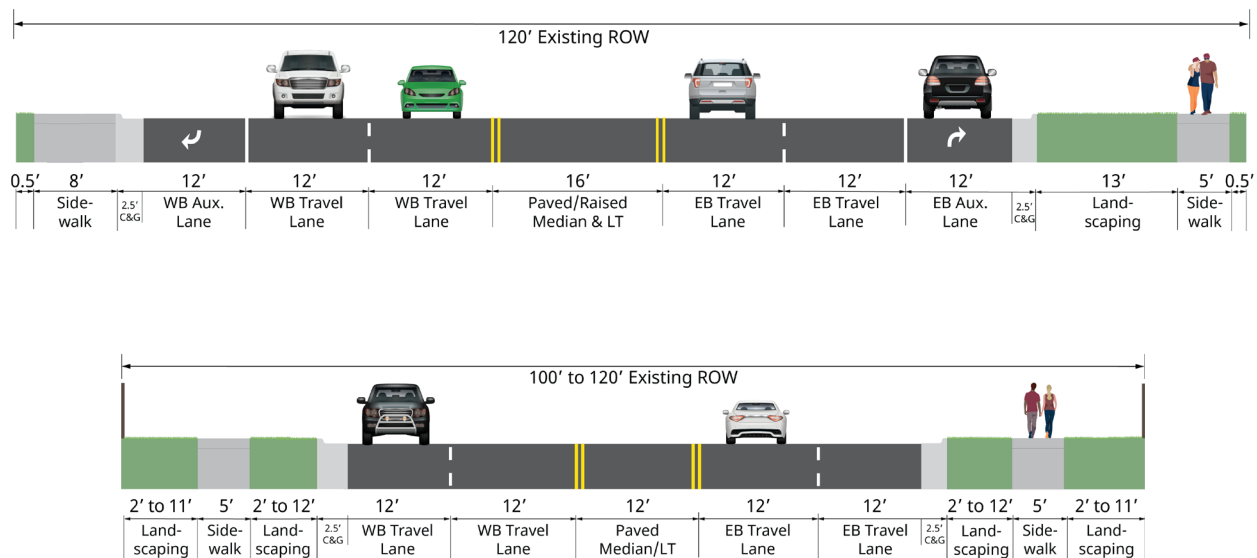 120’ Existing ROW
0.5’ 8’ 12’ 12’ 12’ 16’ 12’ 12’ 12’ 13’ 5’ 0.5’
Side-
walk
2.5’
C&G
WB Aux.
Lane
WB Travel
Lane
WB Travel
Lane
Paved/Raised
Median & LT
EB Travel
Lane
EB Travel
Lane
EB Aux.
Lane
2.5’
C&G
Land-
scaping
Side-
walk
100’ to 120’ Existing ROW
2’ to 11’ 5’ 2’ to 12’ 12’ 12’ 12’ 12’ 12’ 2’ to 12’ 5’ 2’ to 11’
Land-
scaping
Side-
walk
Land-
scaping
2.5’
C&G
WB Travel
Lane
WB Travel
Lane
Paved
Median/LT
EB Travel
Lane
EB Travel
Lane
2.5’
C&G
Land-
scaping
Side-
walk
Land-
scaping